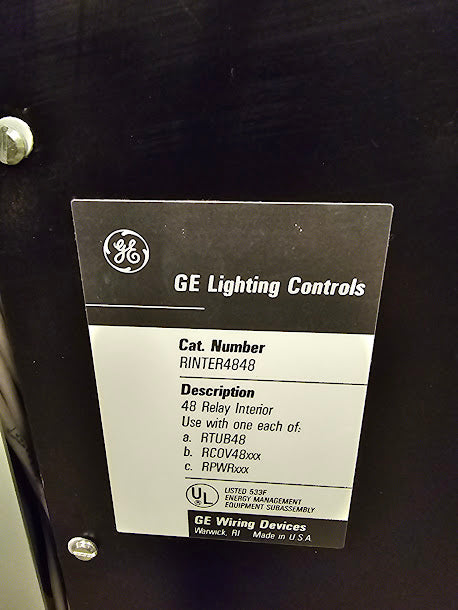 GE
GE Lighting Controls
Cat. Number
RINTER4848
Description
48 Relay Interior
Use with one each of:
a. RTUB48
b. RCOV48xxx
c. RPWRxxx
UL
LISTED 533F
ENERGY MANAGEMENT
EQUIPMENT SUBASSEMBLY
GE Wiring Devices
Warwick, RI Made in U.S.A.